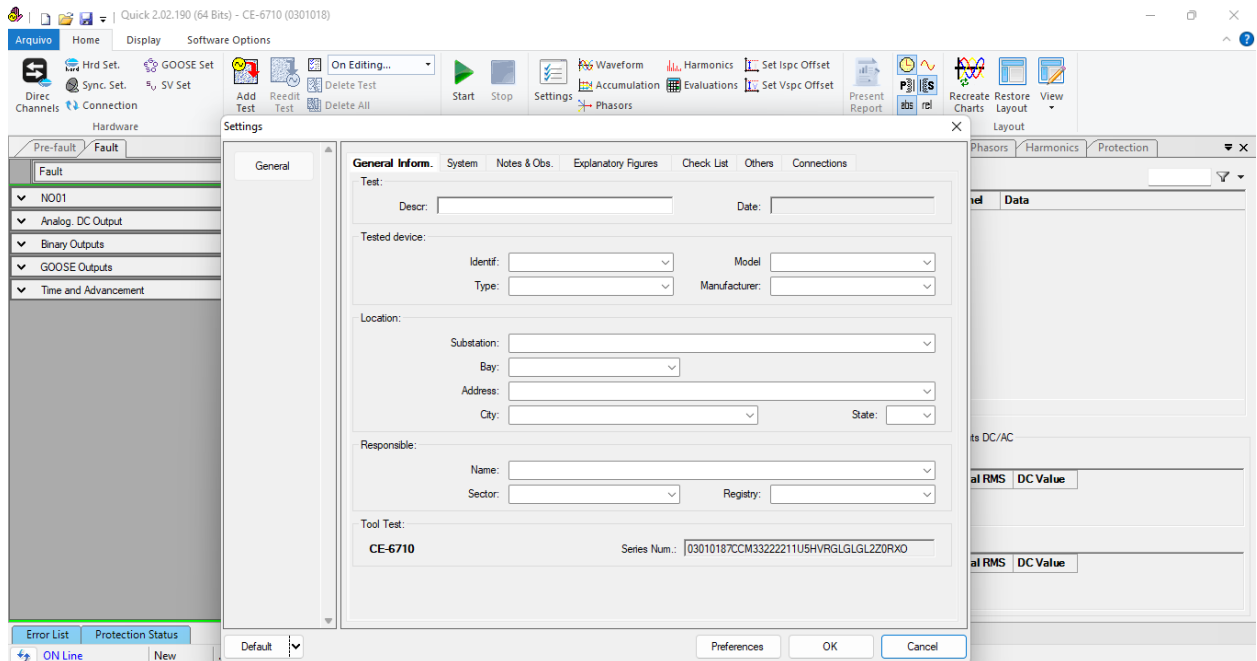 Quick 2.02.190 (64 Bits) - CE-6710 (0301018)
Arquivo Home Display Software Options
Direc Channels
Hrd Set.
Sync. Set.
Connection
GOOSE Set
SV Set
Hardware
Add Test
Reedit Test
On Editing...
Delete Test
Delete All
Start
Stop
Settings
Waveform
Accumulation
Phasors
Harmonics
Evaluations
Set Ispc Offset
Set Vspc Offset
Present Report
abs rel
Recreate Charts
Restore Layout
View
Layout
Pre-fault Fault
Fault
NO01
Analog. DC Output
Binary Outputs
GOOSE Outputs
Time and Advancement
Settings
General
General Inform. System Notes & Obs. Explanatory Figures Check List Others Connections
Test:
Descr: Date:
Tested device:
Identif: Model
Type: Manufacturer:
Location:
Substation:
Bay:
Address:
City: State:
Responsible:
Name:
Sector: Registry:
Tool Test:
CE-6710 Series Num.: 03010187CCM33222211U5HVRGLGLGL2Z0RXO
Default Preferences OK Cancel
Phasors Harmonics Protection
Data
DC/AC
RMS DC Value
RMS DC Value
Error List Protection Status
ON Line New